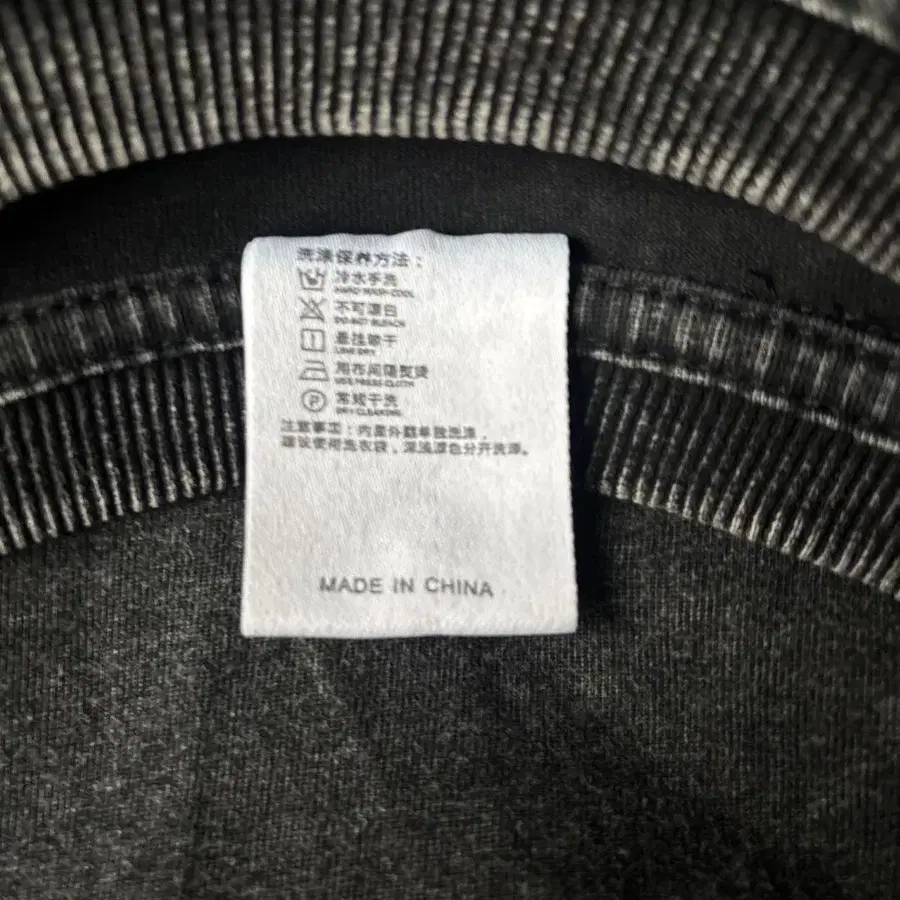 洗涤保养方法:
冷水手洗
HAND WASH COOL
不可漂白
DO NOT BLEACH
悬挂晾干
LINE DRY
用布间隔熨烫
USE PRESS CLOTH
P 常规干洗
DRY CLEANING
注意事项:内里外翻单独洗涤,
建议使用洗衣袋,深浅颜色分开洗涤。
MADE IN CHINA